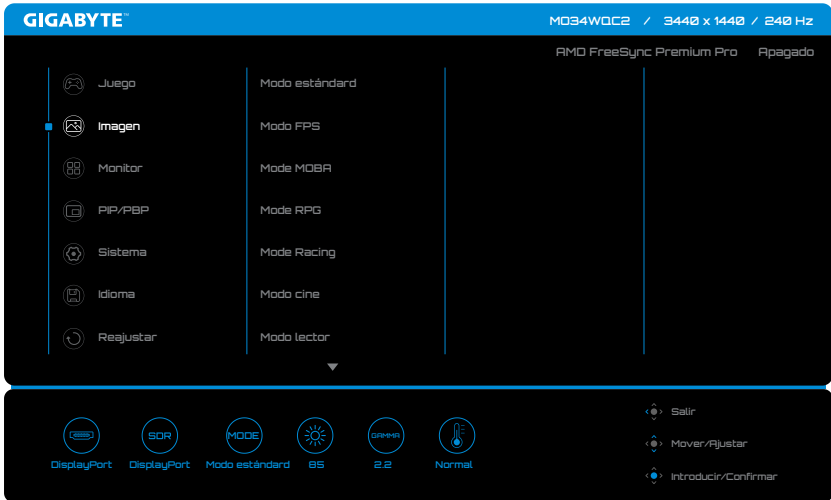 GIGABYTE™
MO34WQC2 / 3440 x 1440 / 240 Hz
AMD FreeSync Premium Pro Apagado
Juego
Imagen
Monitor
PIP/PBP
Sistema
Idioma
Reajustar
Modo estándard
Modo FPS
Mode MOBA
Mode RPG
Mode Racing
Modo cine
Modo lector
SDR
MODE
GAMMA
DisplayPort
DisplayPort
Modo estándard
85
2.2
Normal
Salir
Mover/Ajustar
Introducir/Confirmar